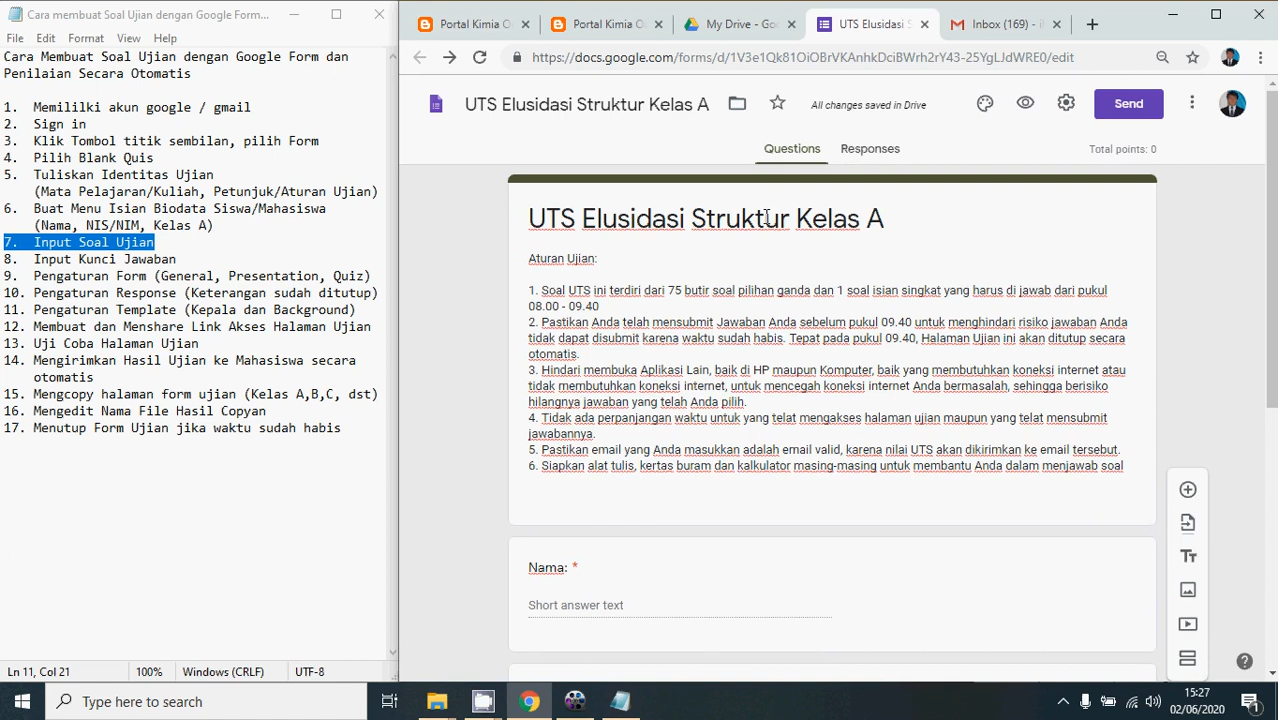 Cara membuat Soal Ujian dengan Google Form...
File Edit Format View Help
Cara Membuat Soal Ujian dengan Google Form dan
Penilaian Secara Otomatis
1. Memililki akun google / gmail
2. Sign in
3. Klik Tombol titik sembilan, pilih Form
4. Pilih Blank Quis
5. Tuliskan Identitas Ujian
(Mata Pelajaran/Kuliah, Petunjuk/Aturan Ujian)
6. Buat Menu Isian Biodata Siswa/Mahasiswa
(Nama, NIS/NIM, Kelas A)
7. Input Soal Ujian
8. Input Kunci Jawaban
9. Pengaturan Form (General, Presentation, Quiz)
10. Pengaturan Response (Keterangan sudah ditutup)
11. Pengaturan Template (Kepala dan Background)
12. Membuat dan Menshare Link Akses Halaman Ujian
13. Uji Coba Halaman Ujian
14. Mengirimkan Hasil Ujian ke Mahasiswa secara
otomatis
15. Mengcopy halaman form ujian (Kelas A,B,C, dst)
16. Mengedit Nama File Hasil Copyan
17. Menutup Form Ujian jika waktu sudah habis
Ln 11, Col 21 100% Windows (CRLF) UTF-8
Portal Kimia O Portal Kimia O My Drive - Goo UTS Elusidasi S Inbox (169) - i
https://docs.google.com/forms/d/1V3e1Qk81OiOBrVKAnhkDciBWrh2rY43-25YgLJdWRE0/edit
UTS Elusidasi Struktur Kelas A All changes saved in Drive Send
Questions Responses Total points: 0
UTS Elusidasi Struktur Kelas A
Aturan Ujian:
1. Soal UTS ini terdiri dari 75 butir soal pilihan ganda dan 1 soal isian singkat yang harus di jawab dari pukul
08.00 - 09.40
2. Pastikan Anda telah mensubmit Jawaban Anda sebelum pukul 09.40 untuk menghindari risiko jawaban Anda
tidak dapat disubmit karena waktu sudah habis. Tepat pada pukul 09.40, Halaman Ujian ini akan ditutup secara
otomatis.
3. Hindari membuka Aplikasi Lain, baik di HP maupun Komputer, baik yang membutuhkan koneksi internet atau
tidak membutuhkan koneksi internet, untuk mencegah koneksi internet Anda bermasalah, sehingga berisiko
hilangnya jawaban yang telah Anda pilih.
4. Tidak ada perpanjangan waktu untuk yang telat mengakses halaman ujian maupun yang telat mensubmit
jawabannya.
5. Pastikan email yang Anda masukkan adalah email valid, karena nilai UTS akan dikirimkan ke email tersebut.
6. Siapkan alat tulis, kertas buram dan kalkulator masing-masing untuk membantu Anda dalam menjawab soal
Nama: *
Short answer text
Type here to search
15:27
02/06/2020
1